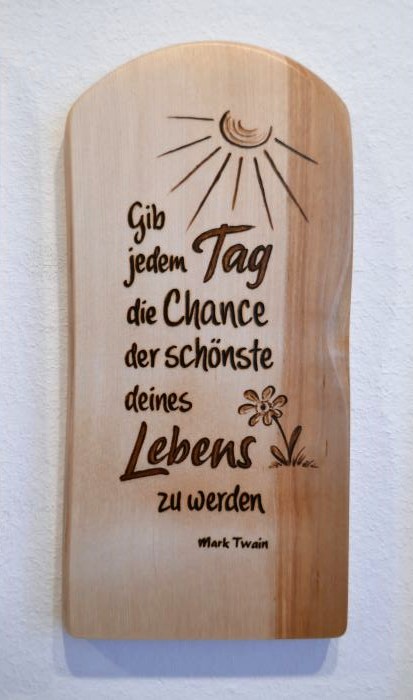 Gib
jedem Tag
die Chance
der schönste
deines
Lebens
zu werden
Mark Twain